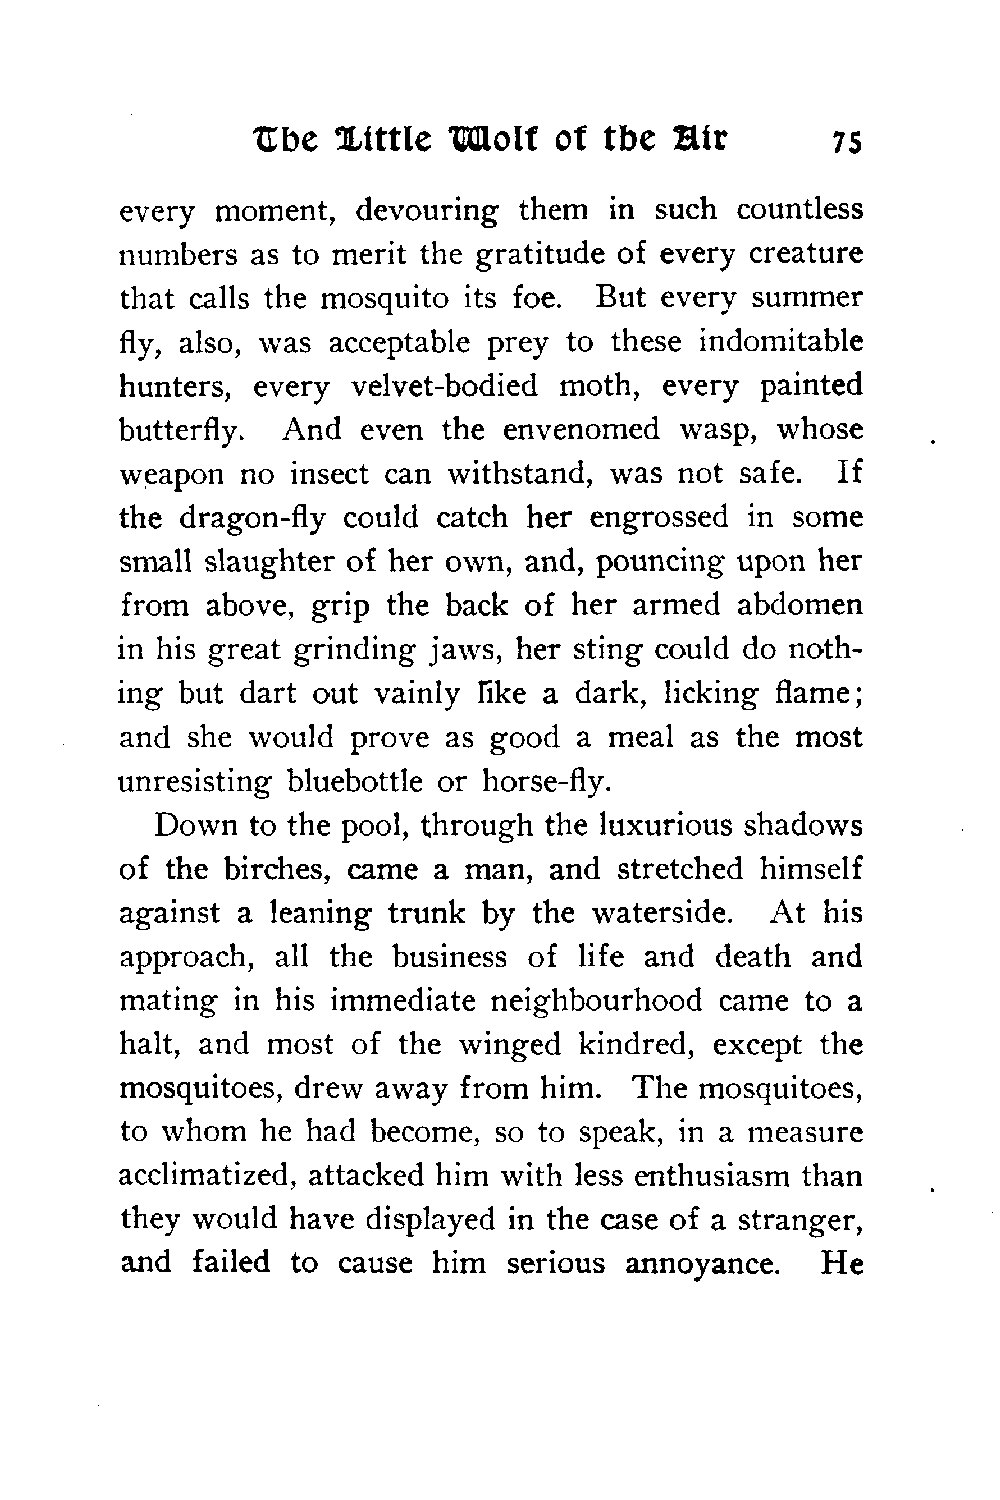 The Little Wolf of the Air 75
every moment, devouring them in such countless
numbers as to merit the gratitude of every creature
that calls the mosquito its foe. But every summer
fly, also, was acceptable prey to these indomitable
hunters, every velvet-bodied moth, every painted
butterfly. And even the envenomed wasp, whose
weapon no insect can withstand, was not safe. If
the dragon-fly could catch her engrossed in some
small slaughter of her own, and, pouncing upon her
from above, grip the back of her armed abdomen
in his great grinding jaws, her sting could do noth-
ing but dart out vainly like a dark, licking flame;
and she would prove as good a meal as the most
unresisting bluebottle or horse-fly.
Down to the pool, through the luxurious shadows
of the birches, came a man, and stretched himself
against a leaning trunk by the waterside. At his
approach, all the business of life and death and
mating in his immediate neighbourhood came to a
halt, and most of the winged kindred, except the
mosquitoes, drew away from him. The mosquitoes,
to whom he had become, so to speak, in a measure
acclimatized, attacked him with less enthusiasm than
they would have displayed in the case of a stranger,
and failed to cause him serious annoyance. He